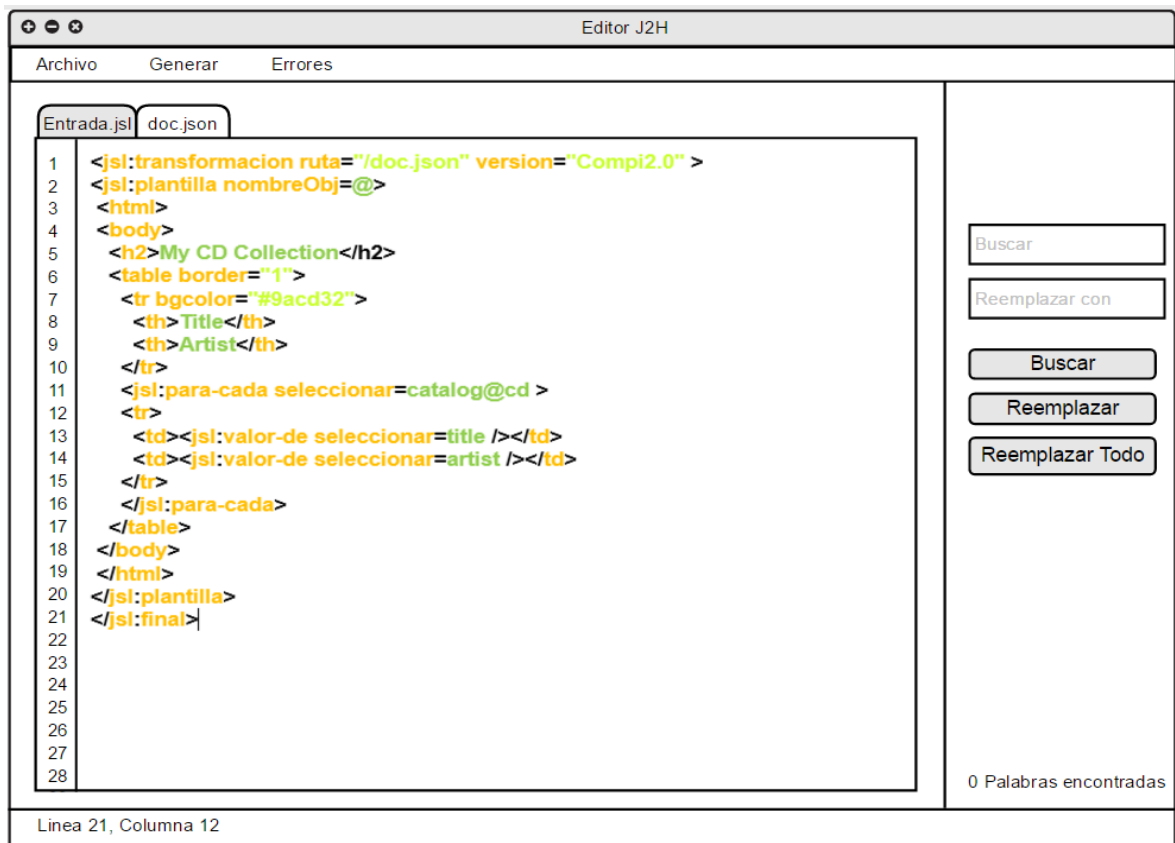 Editor J2H
Archivo Generar Errores
Entrada.jsl doc.json
1 <jsl:transformacion ruta="/doc.json" version="Compi2.0" >
2 <jsl:plantilla nombreObj=@>
3 <html>
4 <body>
5 <h2>My CD Collection</h2>
6 <table border="1">
7 <tr bgcolor="#9acd32">
8 <th>Title</th>
9 <th>Artist</th>
10 </tr>
11 <jsl:para-cada seleccionar=catalog@cd >
12 <tr>
13 <td><jsl:valor-de seleccionar=title /></td>
14 <td><jsl:valor-de seleccionar=artist /></td>
15 </tr>
16 </jsl:para-cada>
17 </table>
18 </body>
19 </html>
20 </jsl:plantilla>
21 </jsl:final>
22
23
24
25
26
27
28
Buscar
Reemplazar con
Buscar
Reemplazar
Reemplazar Todo
0 Palabras encontradas
Linea 21, Columna 12